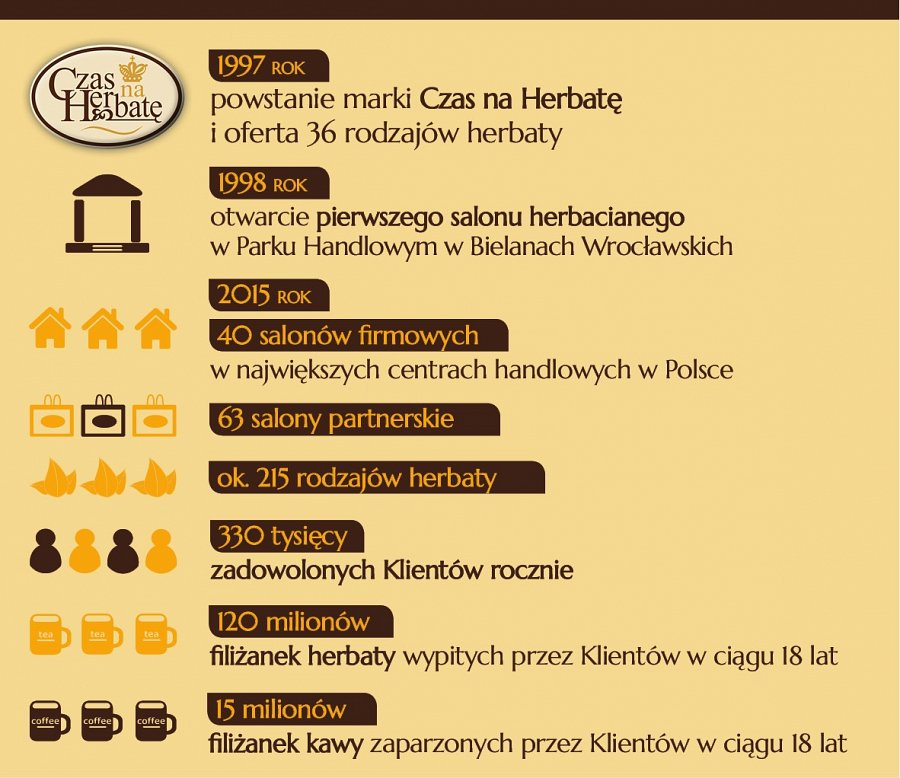 Czas
na
Herbatę
1997 ROK
powstanie marki Czas na Herbatę
i oferta 36 rodzajów herbaty
1998 ROK
otwarcie pierwszego salonu herbacianego
w Parku Handlowym w Bielanach Wrocławskich
2015 ROK
40 salonów firmowych
w największych centrach handlowych w Polsce
63 salony partnerskie
ok. 215 rodzajów herbaty
330 tysięcy
zadowolonych Klientów rocznie
tea tea tea
120 milionów
filiżanek herbaty wypitych przez Klientów w ciągu 18 lat
coffee coffee coffee
15 milionów
filiżanek kawy zaparzonych przez Klientów w ciągu 18 lat